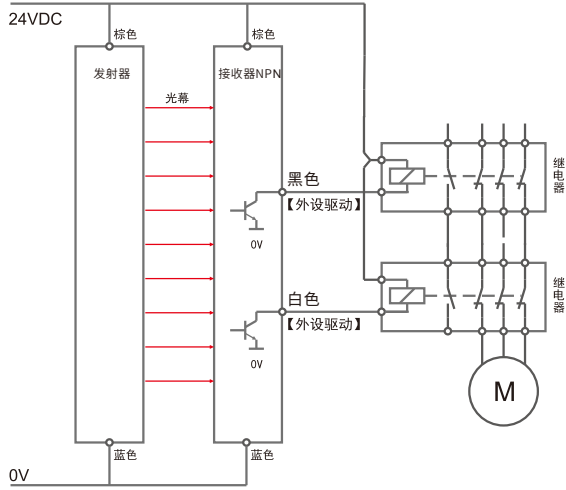 24VDC
棕色
棕色
发射器
接收器NPN
光幕
继电器
黑色
【外设驱动】
0V
继电器
白色
【外设驱动】
0V
M
蓝色
蓝色
0V